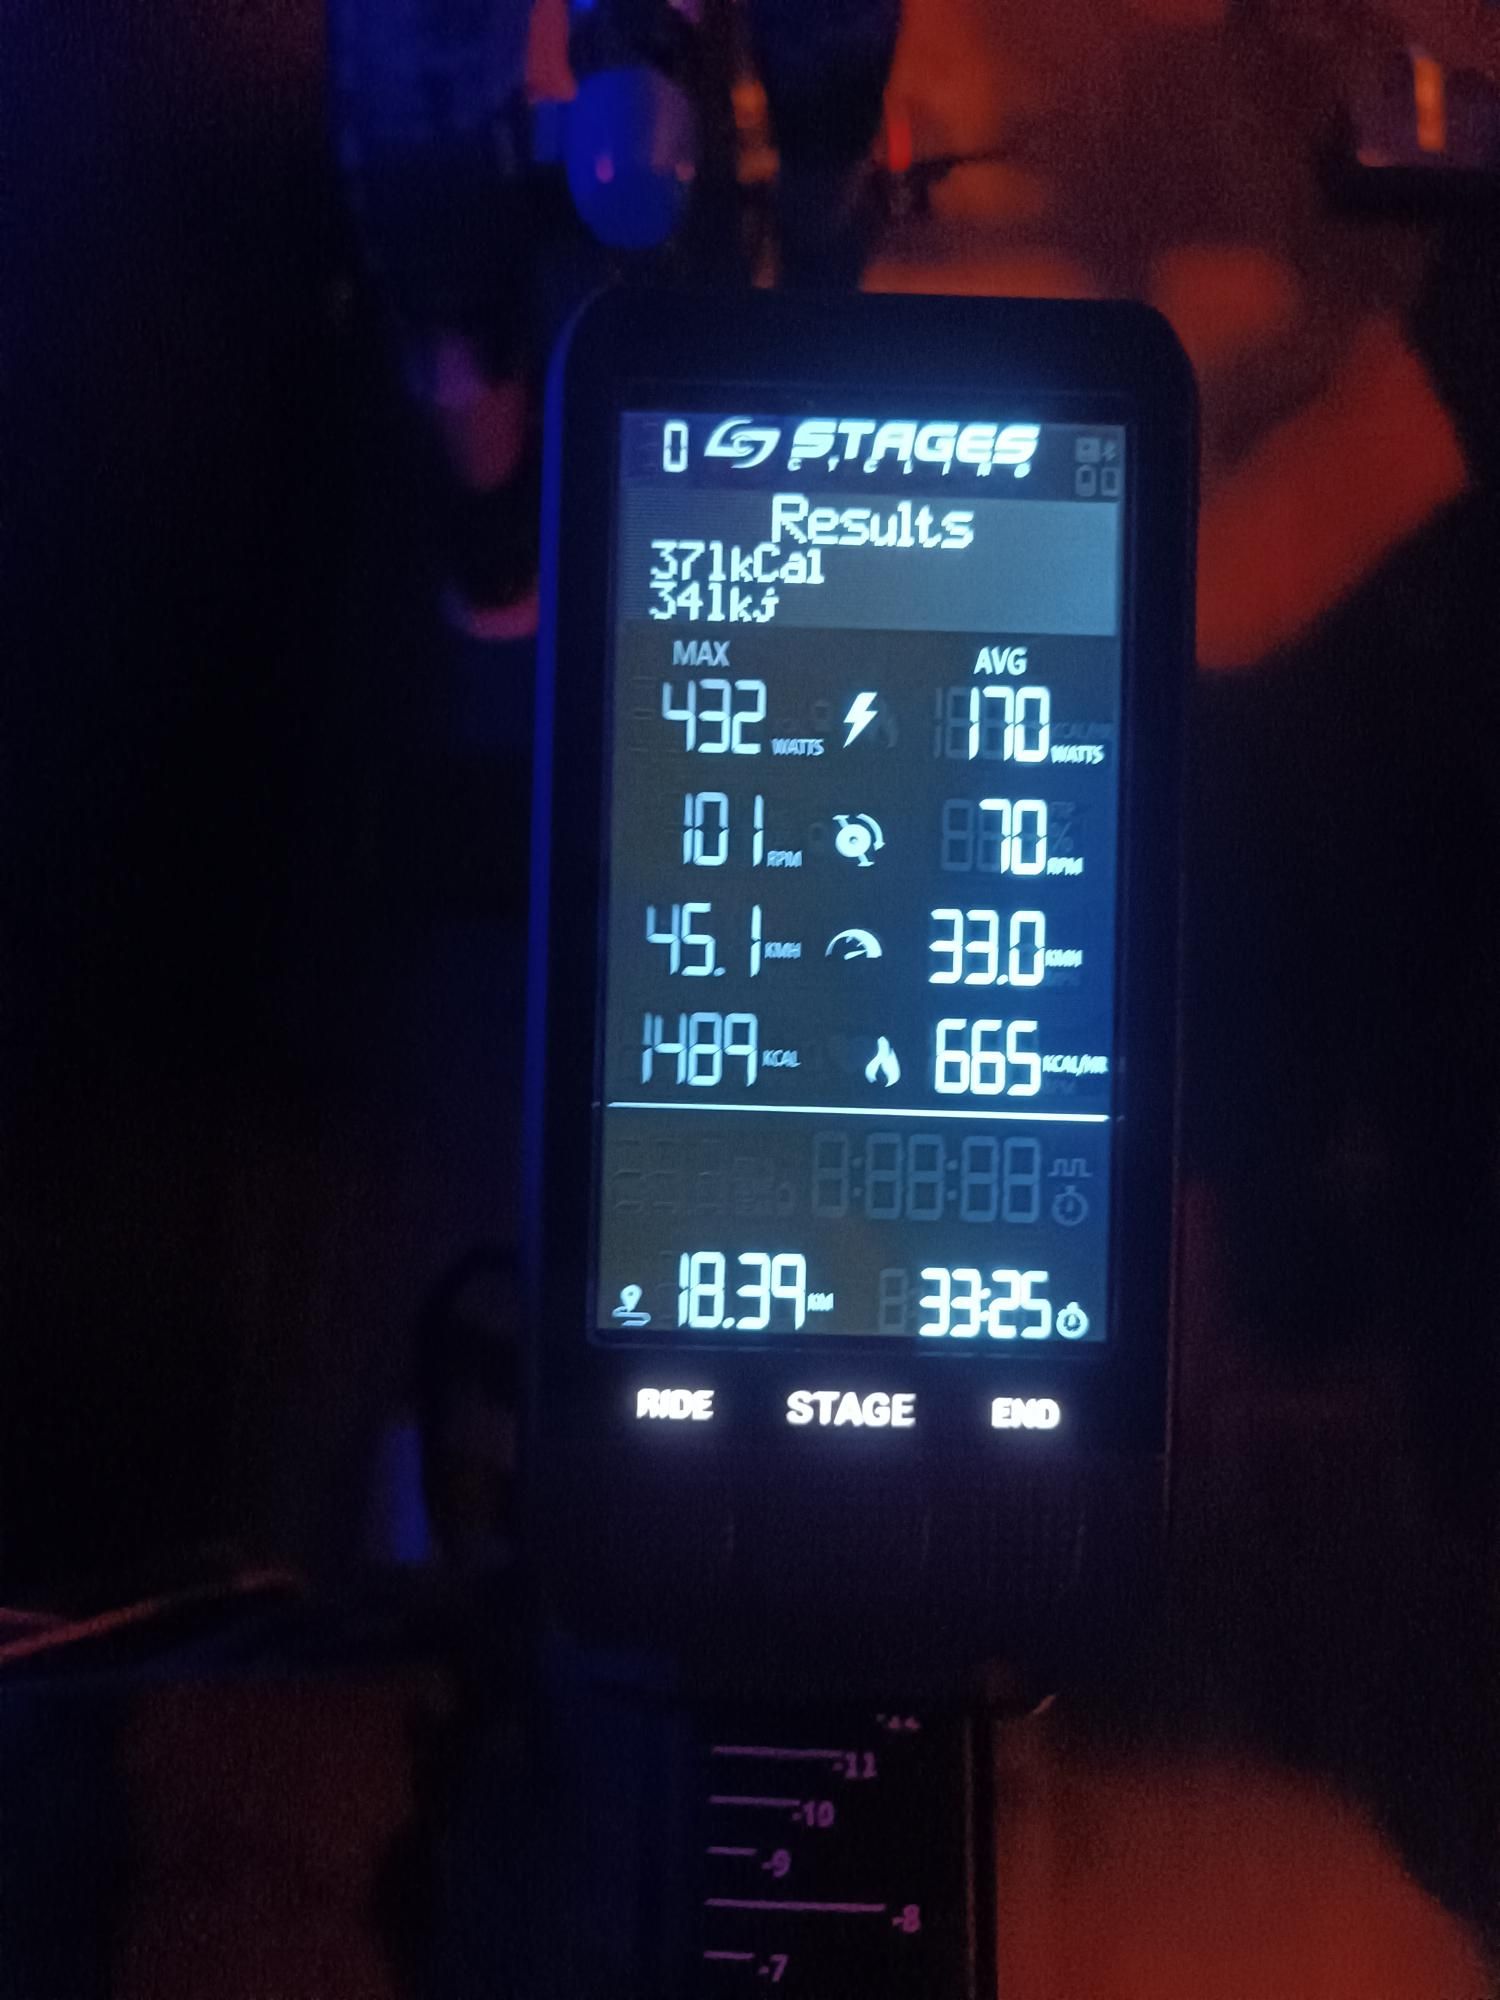 0 STAGES
CYCLING
Results
371kCal
341kj
MAX AVG
432 WATTS 170 WATTS
101 RPM 70 RPM
45.1 KMH 33.0 KMH
1489 KCAL 665 KCAL/HR
18.39 KM 33:25
RIDE STAGE END
-11
-10
-9
-8
-7